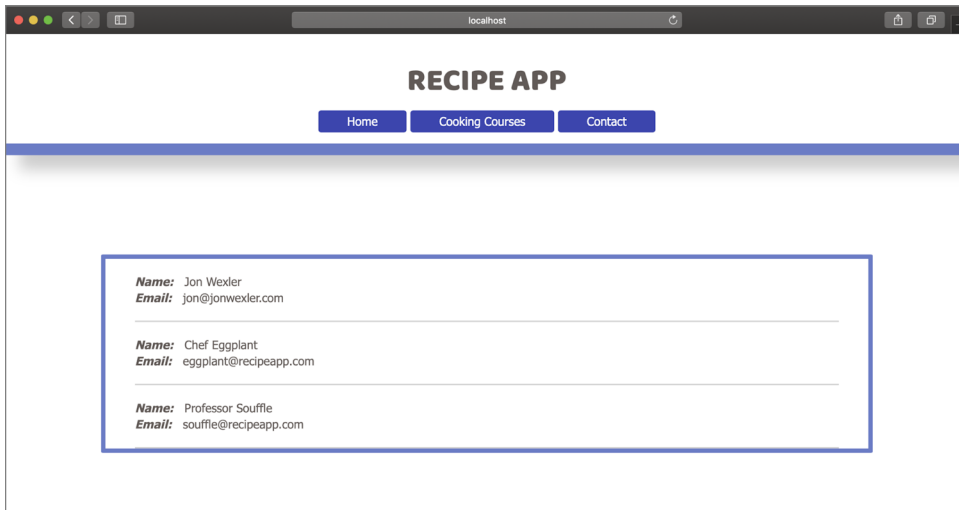 localhost
RECIPE APP
Home Cooking Courses Contact
Name: Jon Wexler
Email: jon@jonwexler.com
Name: Chef Eggplant
Email: eggplant@recipeapp.com
Name: Professor Souffle
Email: souffle@recipeapp.com